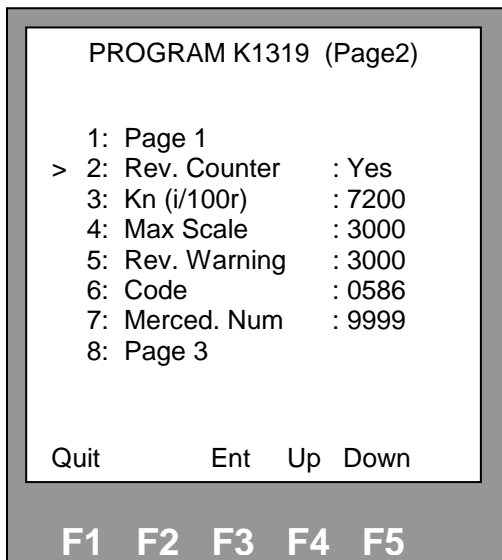 PROGRAM K1319 (Page2)
1: Page 1
> 2: Rev. Counter : Yes
3: Kn (i/100r) : 7200
4: Max Scale : 3000
5: Rev. Warning : 3000
6: Code : 0586
7: Merced. Num : 9999
8: Page 3
Quit Ent Up Down
F1 F2 F3 F4 F5